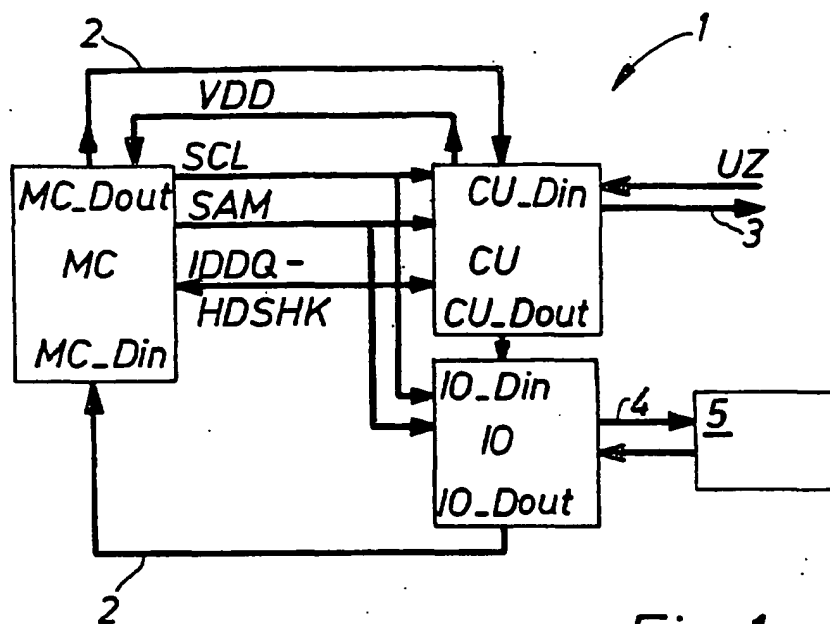 2
1
VDD
SCL
UZ
MC_Dout
SAM
CU_Din
3
MC
IDDQ-
CU
HDSHK
CU_Dout
MC_Din
IO_Din
4
5
IO
IO_Dout
2